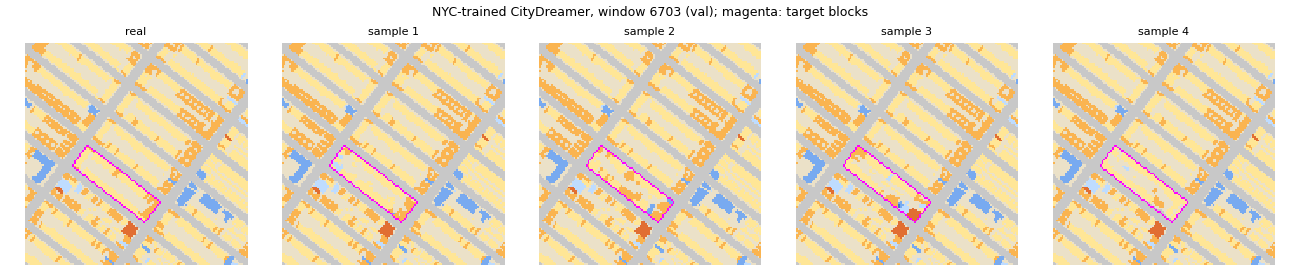 NYC-trained CityDreamer, window 6703 (val); magenta: target blocks
real
sample 1
sample 2
sample 3
sample 4